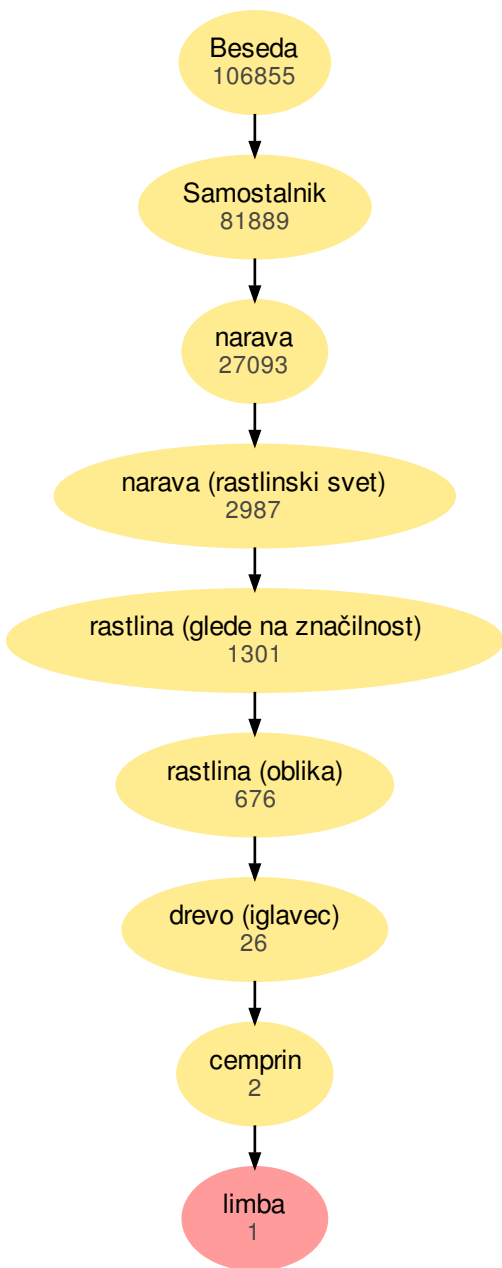 Beseda
106855
Samostalnik
81889
narava
27093
narava (rastlinski svet)
2987
rastlina (glede na značilnost)
1301
rastlina (oblika)
676
drevo (iglavec)
26
cemprin
2
limba
1